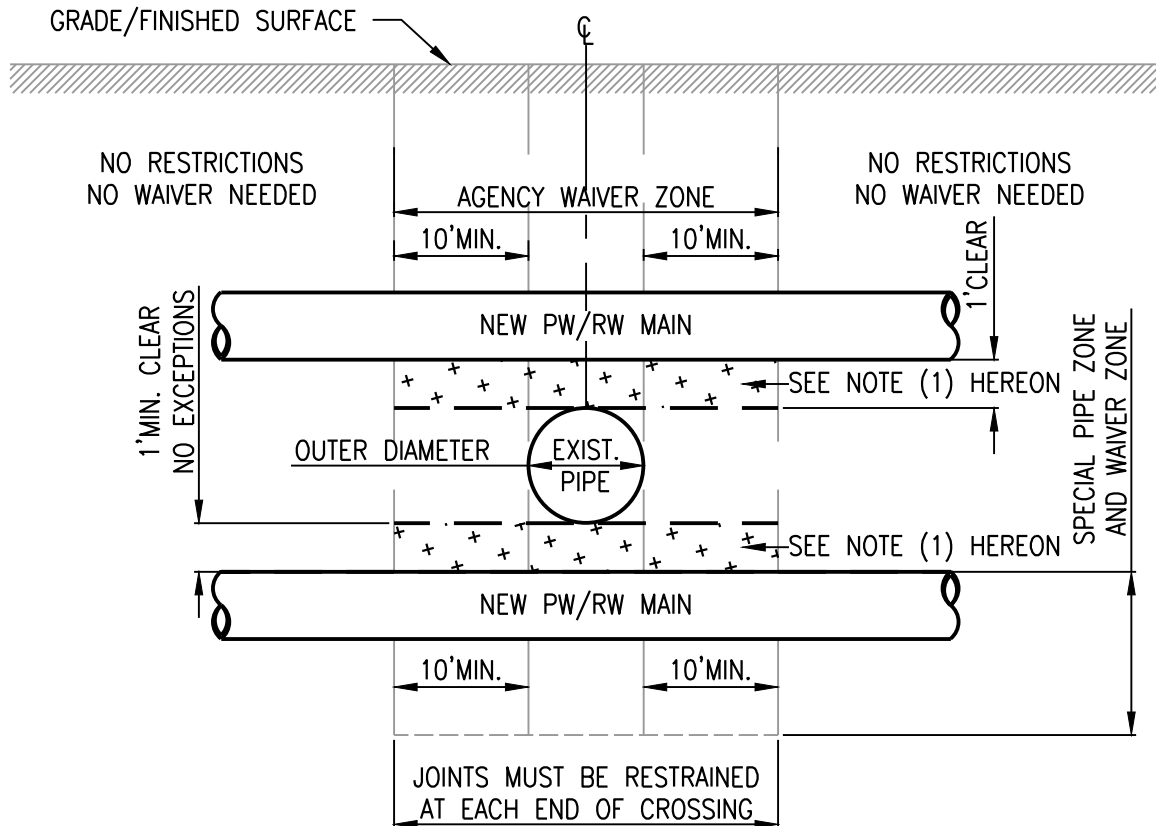 GRADE/FINISHED SURFACE
℄
NO RESTRICTIONS
NO WAIVER NEEDED
NO RESTRICTIONS
NO WAIVER NEEDED
AGENCY WAIVER ZONE
10'MIN.
10'MIN.
1'CLEAR
1'MIN. CLEAR
NO EXCEPTIONS
NEW PW/RW MAIN
SEE NOTE (1) HEREON
SPECIAL PIPE ZONE
AND WAIVER ZONE
OUTER DIAMETER
EXIST.
PIPE
SEE NOTE (1) HEREON
NEW PW/RW MAIN
10'MIN.
10'MIN.
JOINTS MUST BE RESTRAINED
AT EACH END OF CROSSING